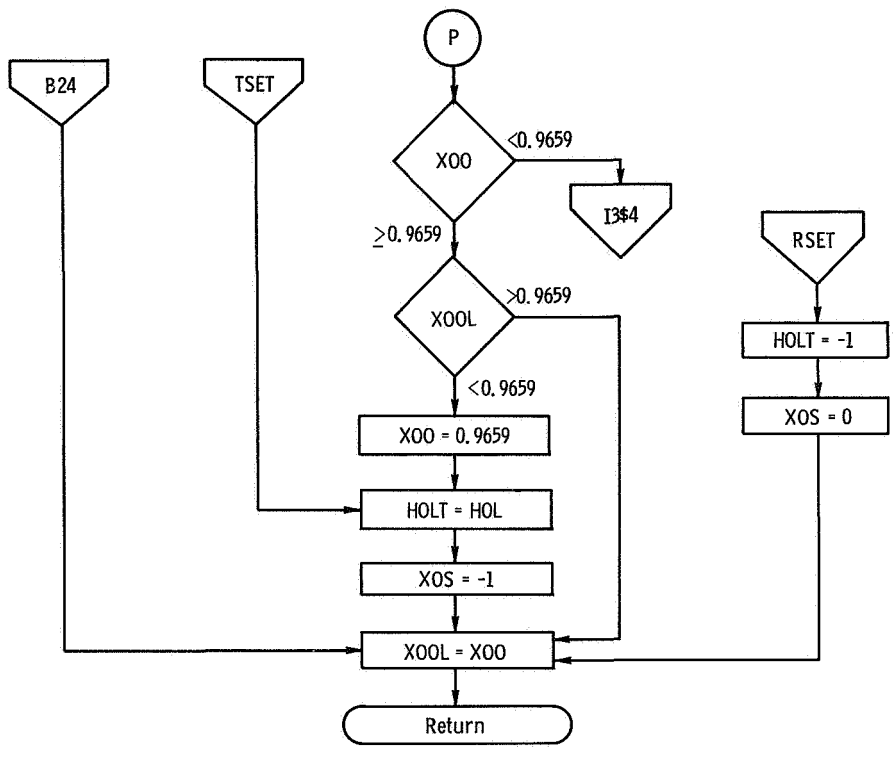 P
B24
TSET
XOO
<0.9659
I3$4
≥0.9659
RSET
XOOL
>0.9659
HOLT = -1
<0.9659
XOS = 0
XOO = 0.9659
HOLT = HOL
XOS = -1
XOOL = XOO
Return